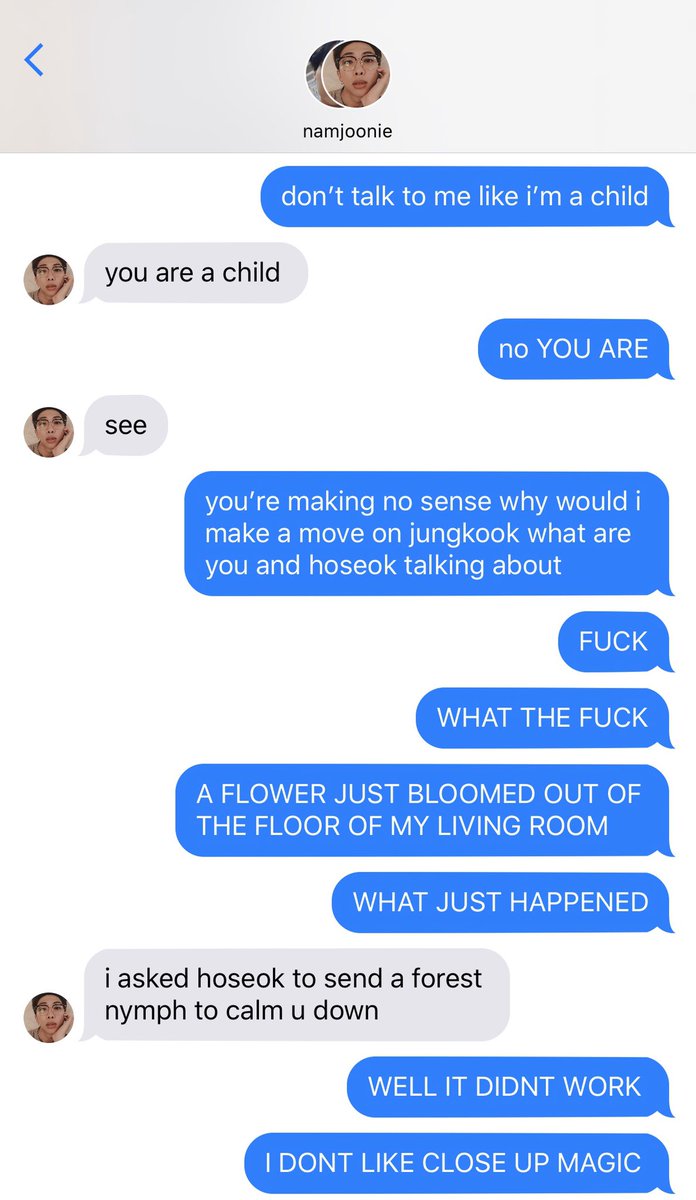 namjoonie
don’t talk to me like i’m a child
you are a child
no YOU ARE
see
you’re making no sense why would i
make a move on jungkook what are
you and hoseok talking about
FUCK
WHAT THE FUCK
A FLOWER JUST BLOOMED OUT OF
THE FLOOR OF MY LIVING ROOM
WHAT JUST HAPPENED
i asked hoseok to send a forest
nymph to calm u down
WELL IT DIDNT WORK
I DONT LIKE CLOSE UP MAGIC